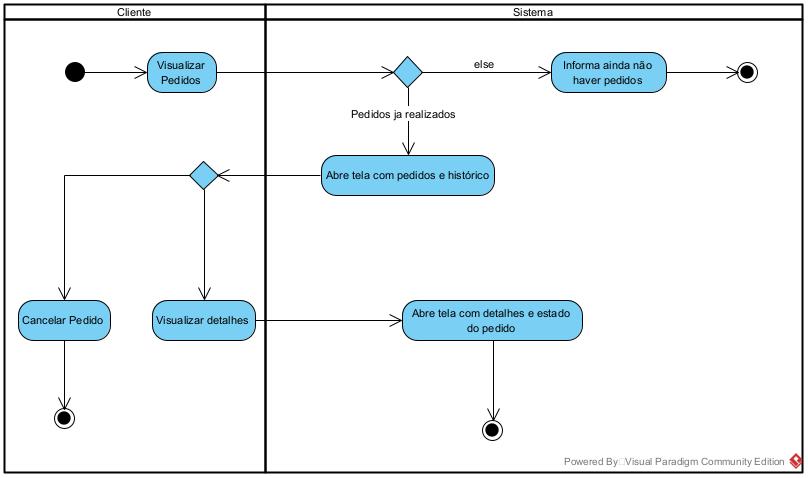 Cliente
Sistema
Visualizar
Pedidos
else
Informa ainda não
haver pedidos
Pedidos ja realizados
Abre tela com pedidos e histórico
Cancelar Pedido
Visualizar detalhes
Abre tela com detalhes e estado
do pedido
Powered By Visual Paradigm Community Edition